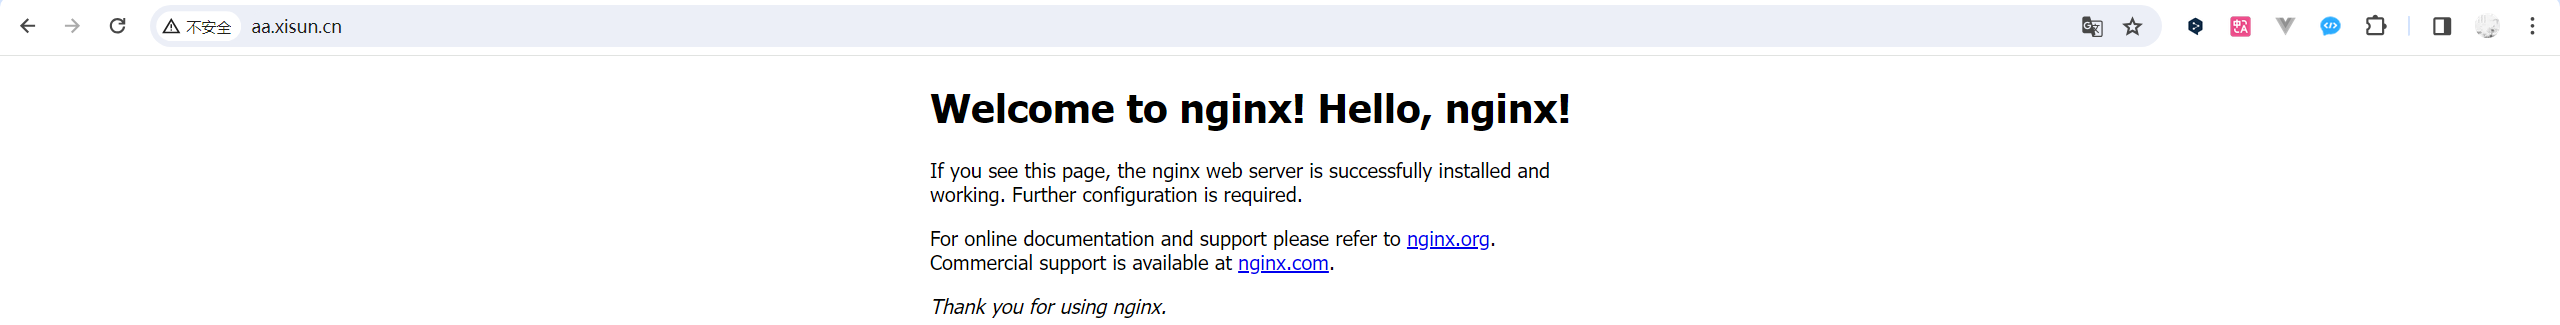 不安全 aa.xisun.cn
Welcome to nginx! Hello, nginx!
If you see this page, the nginx web server is successfully installed and
working. Further configuration is required.
For online documentation and support please refer to nginx.org.
Commercial support is available at nginx.com.
Thank you for using nginx.